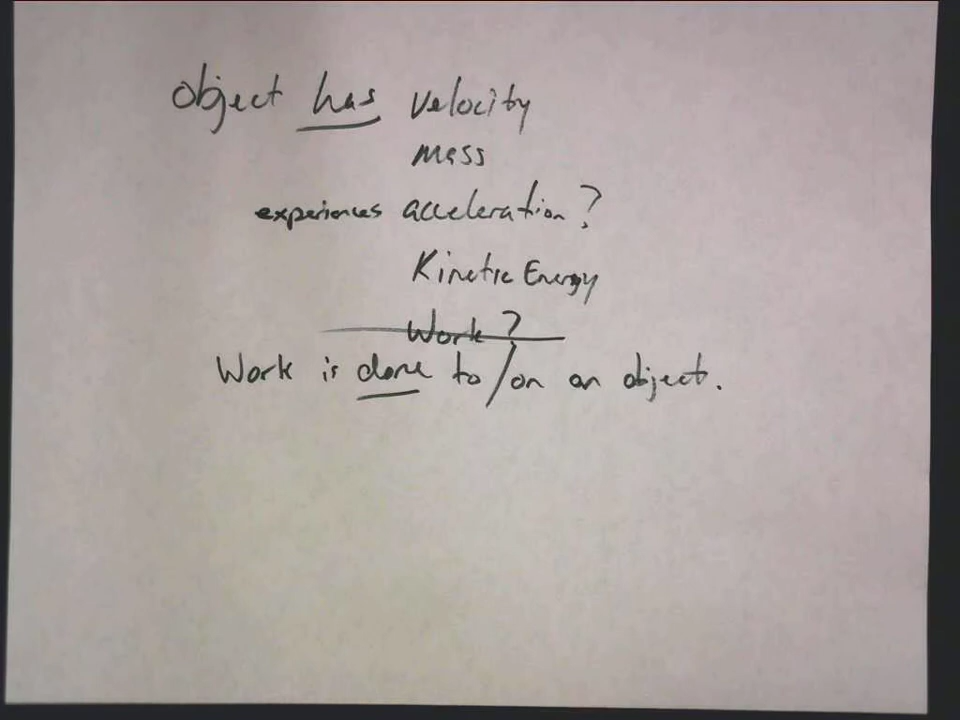 object has velocity
mass
experiences acceleration?
Kinetic Energy
Work?
Work is done to/on an object.